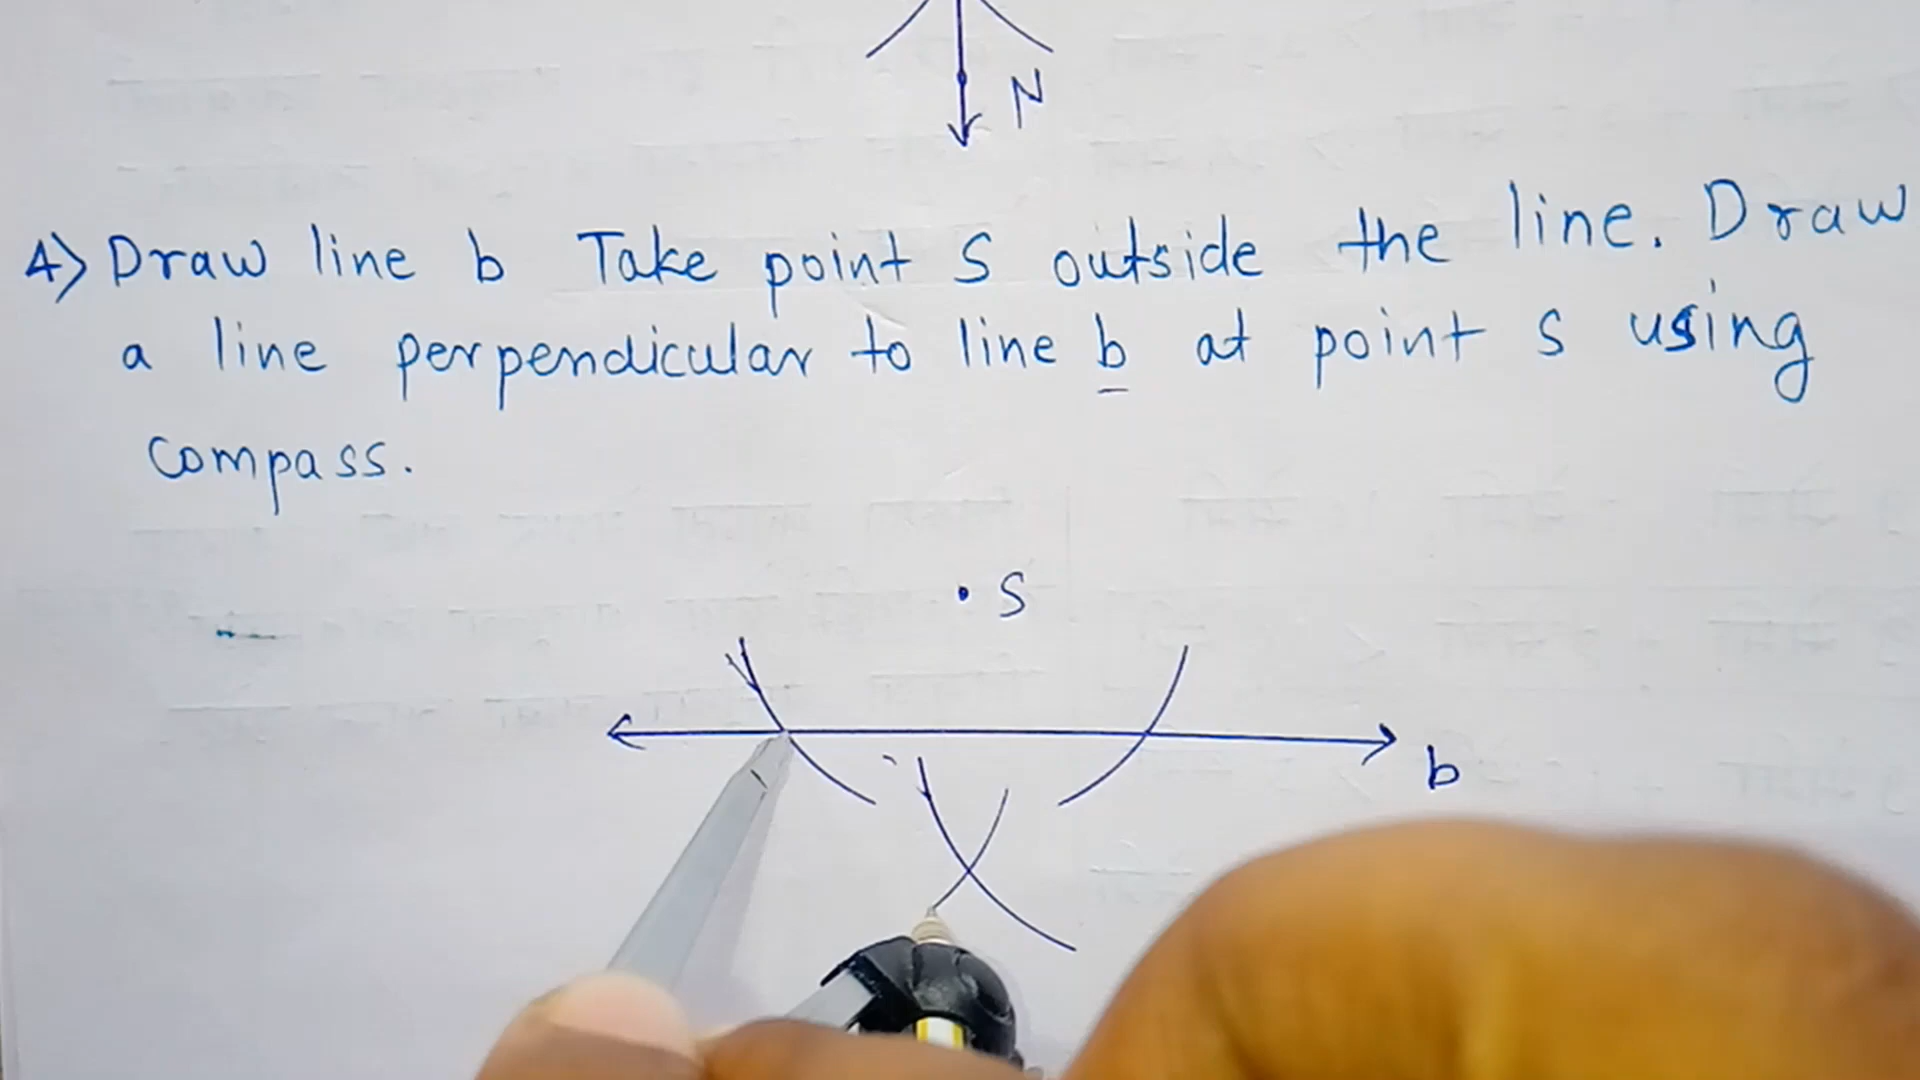 N
4) Draw line b Take point S outside the line. Draw
a line perpendicular to line b at point S using
compass.
S
b